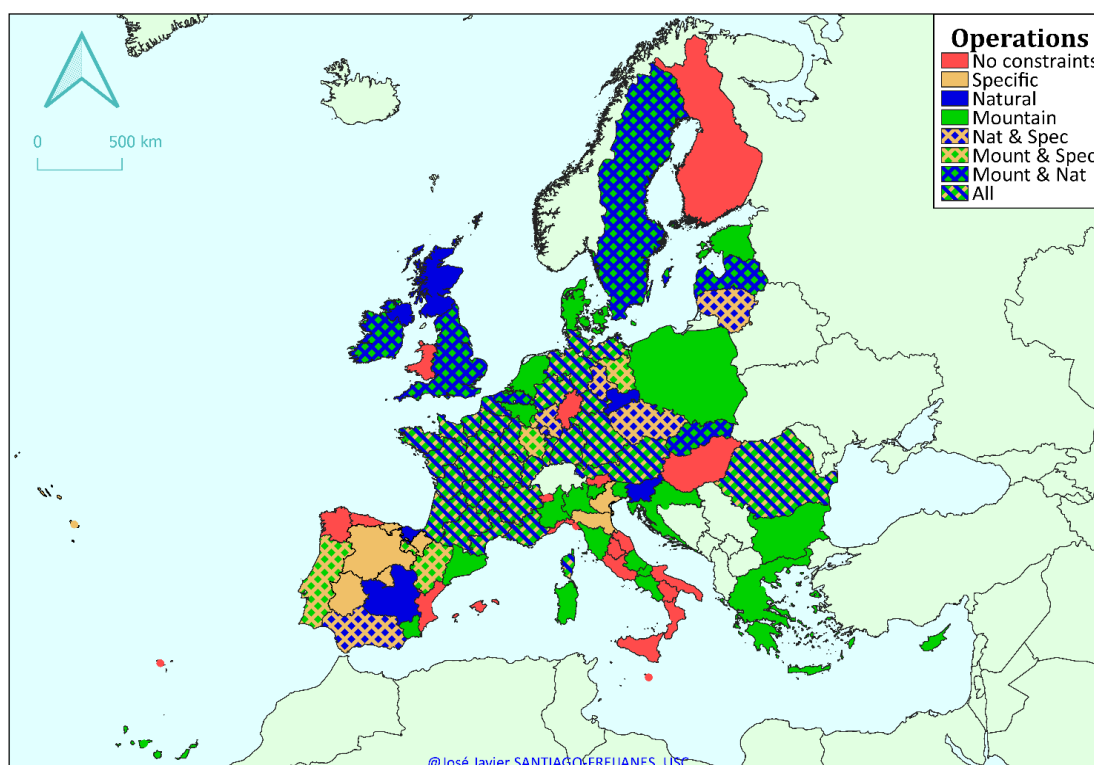 Operations
No constraints
Specific
Natural
Mountain
Nat & Spec
Mount & Spec
Mount & Nat
All
0 500 km
@José Javier SANTIAGO-FREIJANES, USC